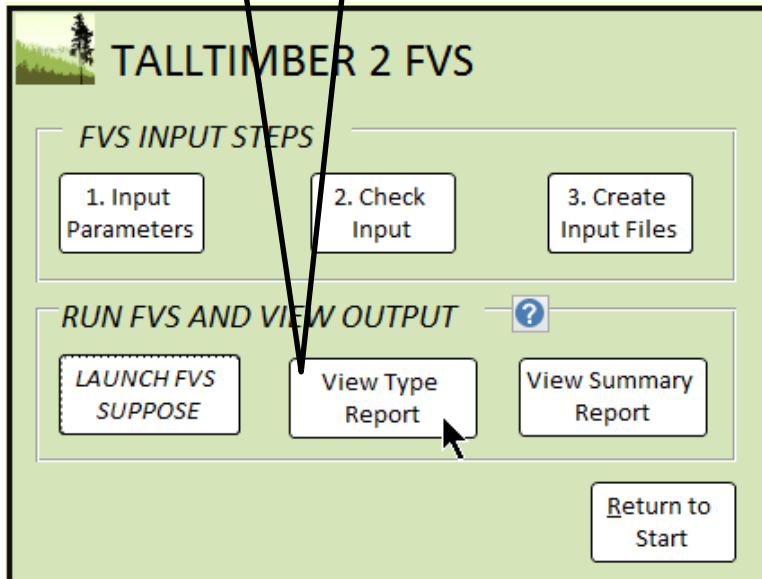 TALLTIMBER 2 FVS
FVS INPUT STEPS
1. Input
Parameters
2. Check
Input
3. Create
Input Files
RUN FVS AND VIEW OUTPUT
?
LAUNCH FVS
SUPPOSE
View Type
Report
View Summary
Report
Return to
Start